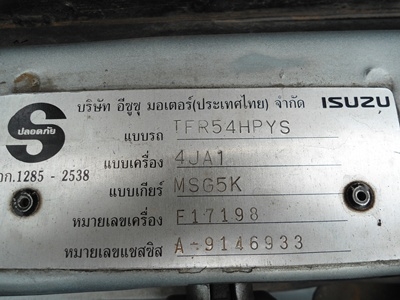 บริษัท อีซูซุ มอเตอร์(ประเทศไทย) จำกัด ISUZU
S
ปลอดภัย
แบบรถ TFR54HPYS
แบบเครื่อง 4JA1
อก.1285 - 2538
แบบเกียร์ MSG5K
หมายเลขเครื่อง E17198
หมายเลขแชสซิส A-9146933